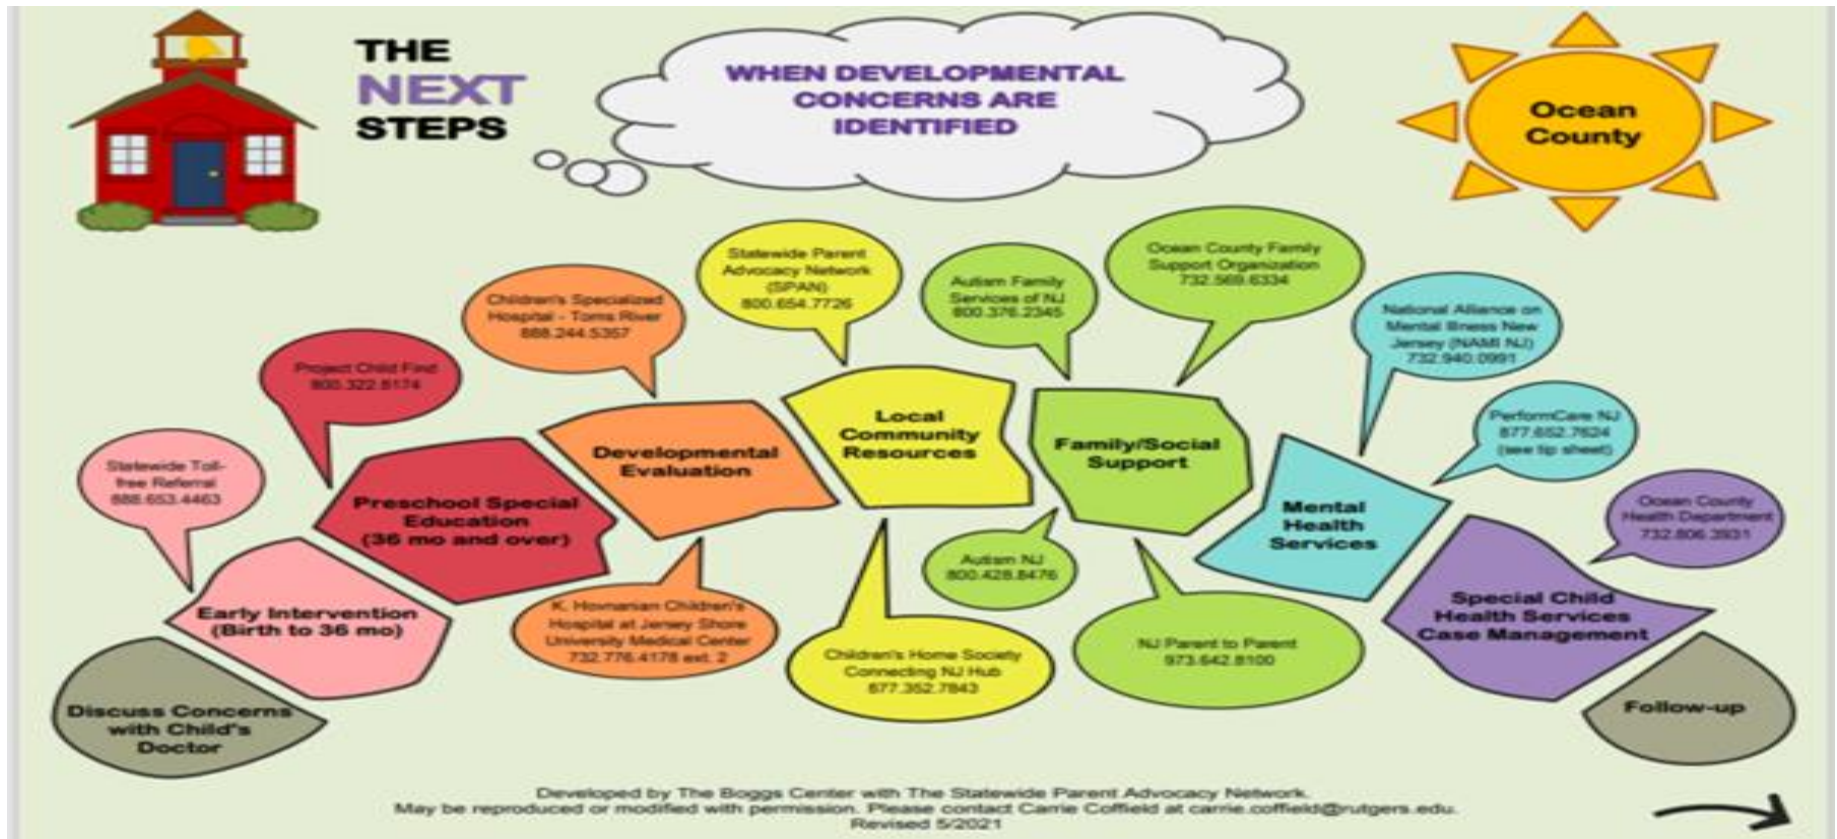 THE
NEXT
STEPS
WHEN DEVELOPMENTAL
CONCERNS ARE
IDENTIFIED
Ocean
County
Discuss Concerns
with Child's
Doctor
Early Intervention
(Birth to 36 mo)
Statewide Toll-
free Referral
888.653.4463
Preschool Special
Education
(36 mo and over)
Project Child Find
800.322.8174
Developmental
Evaluation
Children's Specialized
Hospital - Toms River
888.244.5357
K. Hovnanian Children's
Hospital at Jersey Shore
University Medical Center
732.776.4178 ext. 2
Local
Community
Resources
Statewide Parent
Advocacy Network
(SPAN)
800.654.7726
Children's Home Society
Connecting NJ Hub
877.352.7843
Family/Social
Support
Autism Family
Services of NJ
800.376.2345
Ocean County Family
Support Organization
732.569.6334
Autism NJ
800.428.8476
NJ Parent to Parent
973.642.8100
Mental
Health
Services
National Alliance on
Mental Illness New
Jersey (NAMI NJ)
732.940.0991
PerformCare NJ
877.652.7624
(see tip sheet)
Special Child
Health Services
Case Management
Ocean County
Health Department
732.806.3931
Follow-up
Developed by The Boggs Center with The Statewide Parent Advocacy Network.
May be reproduced or modified with permission. Please contact Carrie Coffield at carrie.coffield@rutgers.edu.
Revised 5/2021